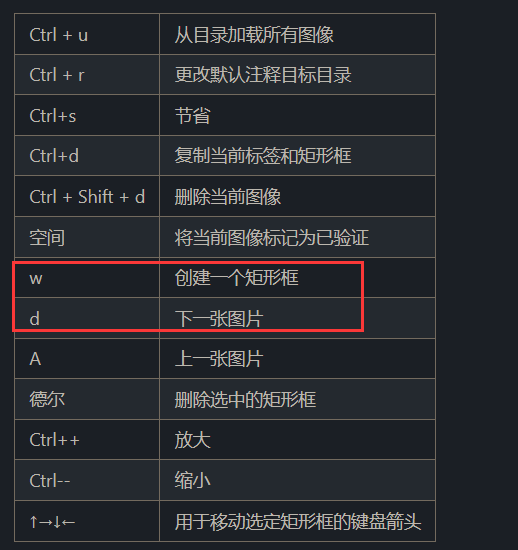 Ctrl + u 从目录加载所有图像
Ctrl + r 更改默认注释目标目录
Ctrl+s 节省
Ctrl+d 复制当前标签和矩形框
Ctrl + Shift + d 删除当前图像
空间 将当前图像标记为已验证
w 创建一个矩形框
d 下一张图片
A 上一张图片
德尔 删除选中的矩形框
Ctrl++ 放大
Ctrl-- 缩小
↑→↓← 用于移动选定矩形框的键盘箭头